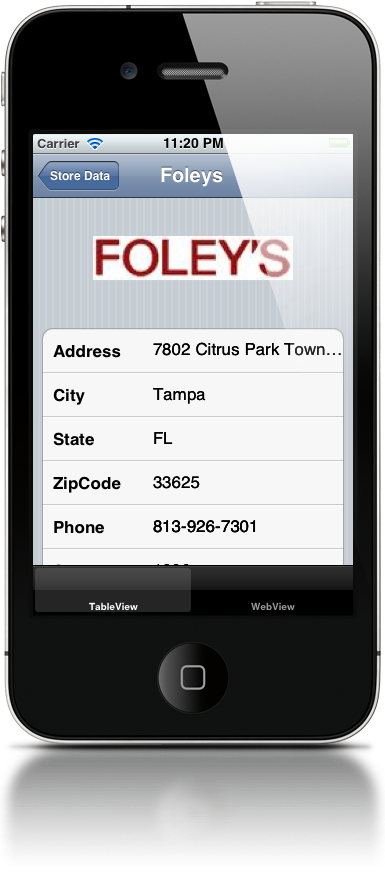 Carrier 11:20 PM
Store Data Foleys
FOLEY'S
Address 7802 Citrus Park Town...
City Tampa
State FL
ZipCode 33625
Phone 813-926-7301
TableView WebView